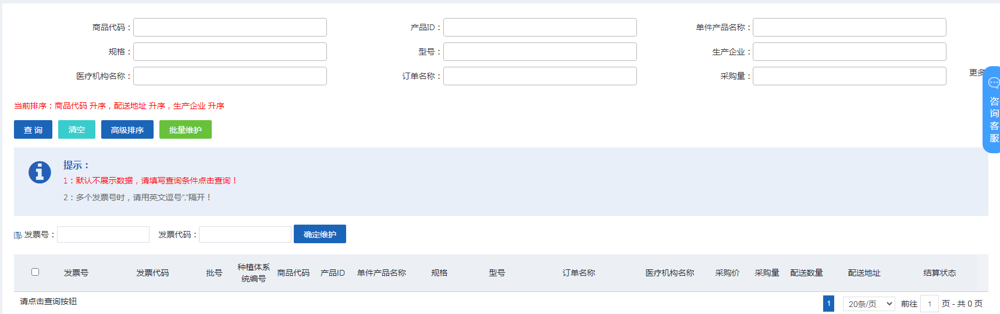 商品代码：
产品ID：
单件产品名称：
规格：
型号：
生产企业：
医疗机构名称：
订单名称：
采购量：
更多
咨询客服
当前排序：商品代码 升序，配送地址 升序，生产企业 升序
查 询
清空
高级排序
批量维护
提示：
1：默认不展示数据，请填写查询条件点击查询！
2：多个发票号时，请用英文逗号","隔开！
发票号：
发票代码：
确定维护
发票号
发票代码
批号
种植体系
统编号
商品代码
产品ID
单件产品名称
规格
型号
订单名称
医疗机构名称
采购价
采购量
配送数量
配送地址
结算状态
请点击查询按钮
1
20条/页
前往 1 页 - 共 0 页